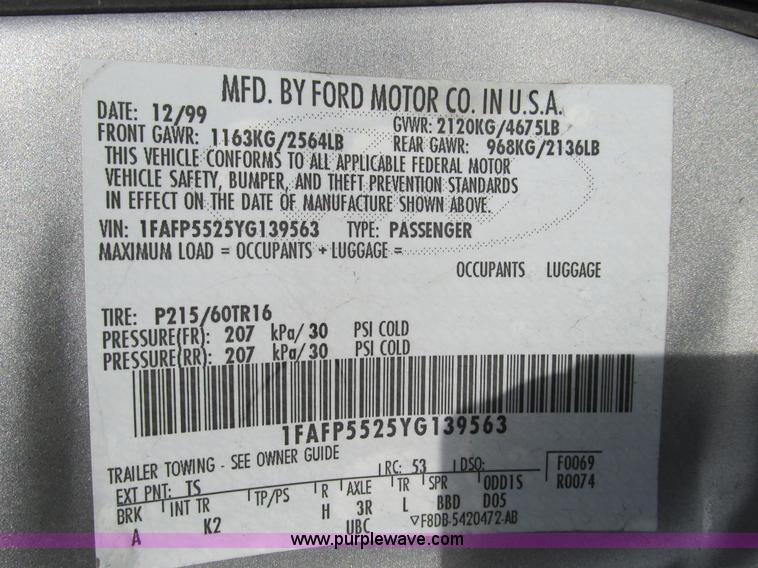 MFD. BY FORD MOTOR CO. IN U.S.A.
DATE: 12/99 GVWR: 2120KG/4675LB
FRONT GAWR: 1163KG/2564LB REAR GAWR: 968KG/2136LB
THIS VEHICLE CONFORMS TO ALL APPLICABLE FEDERAL MOTOR
VEHICLE SAFETY, BUMPER, AND THEFT PREVENTION STANDARDS
IN EFFECT ON THE DATE OF MANUFACTURE SHOWN ABOVE.
VIN: 1FAFP5525YG139563 TYPE: PASSENGER
MAXIMUM LOAD = OCCUPANTS + LUGGAGE =
OCCUPANTS LUGGAGE
TIRE: P215/60TR16
PRESSURE(FR): 207 kPa/ 30 PSI COLD
PRESSURE(RR): 207 kPa/ 30 PSI COLD
1FAFP5525YG139563
TRAILER TOWING - SEE OWNER GUIDE
EXT PNT: TS RC: 53 DSO: F0069
BRK INT TR TP/PS R AXLE TR SPR ODD1S R0074
A K2 H 3R L BBD D05
UBC ▽F8DB-5420472-AB
www.purplewave.com